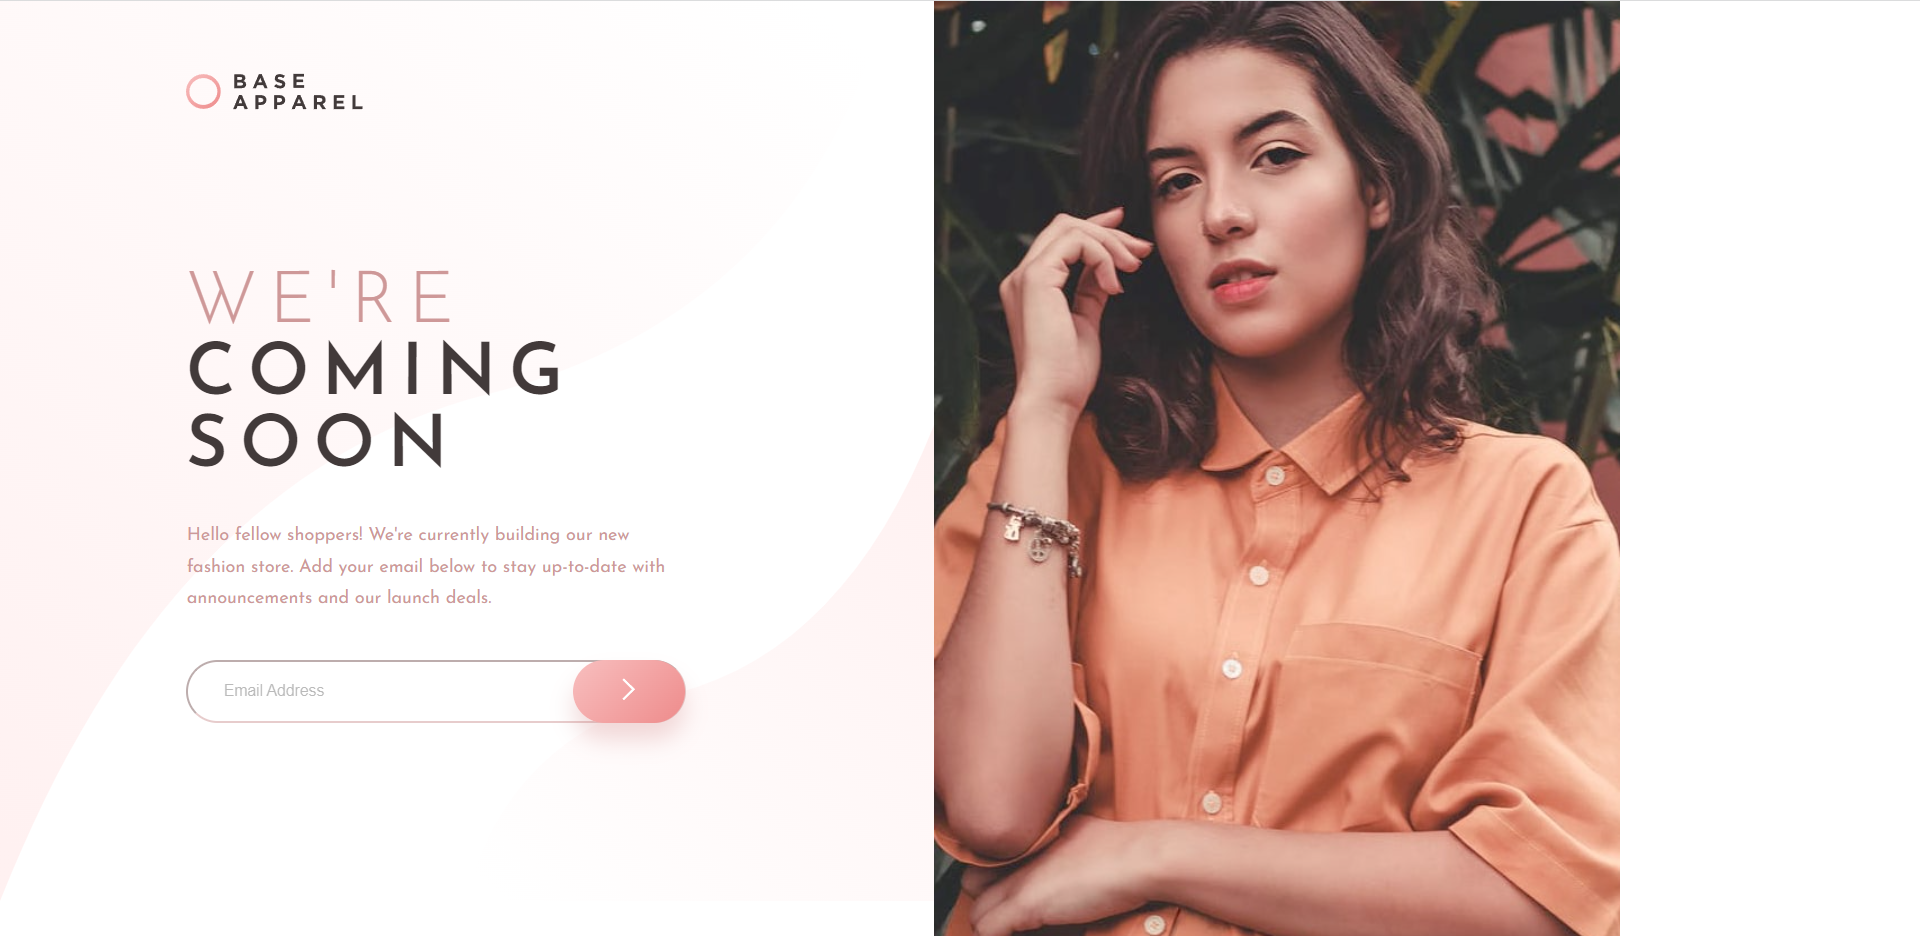 BASE
APPAREL
WE'RE
COMING
SOON
Hello fellow shoppers! We're currently building our new
fashion store. Add your email below to stay up-to-date with
announcements and our launch deals.
Email Address